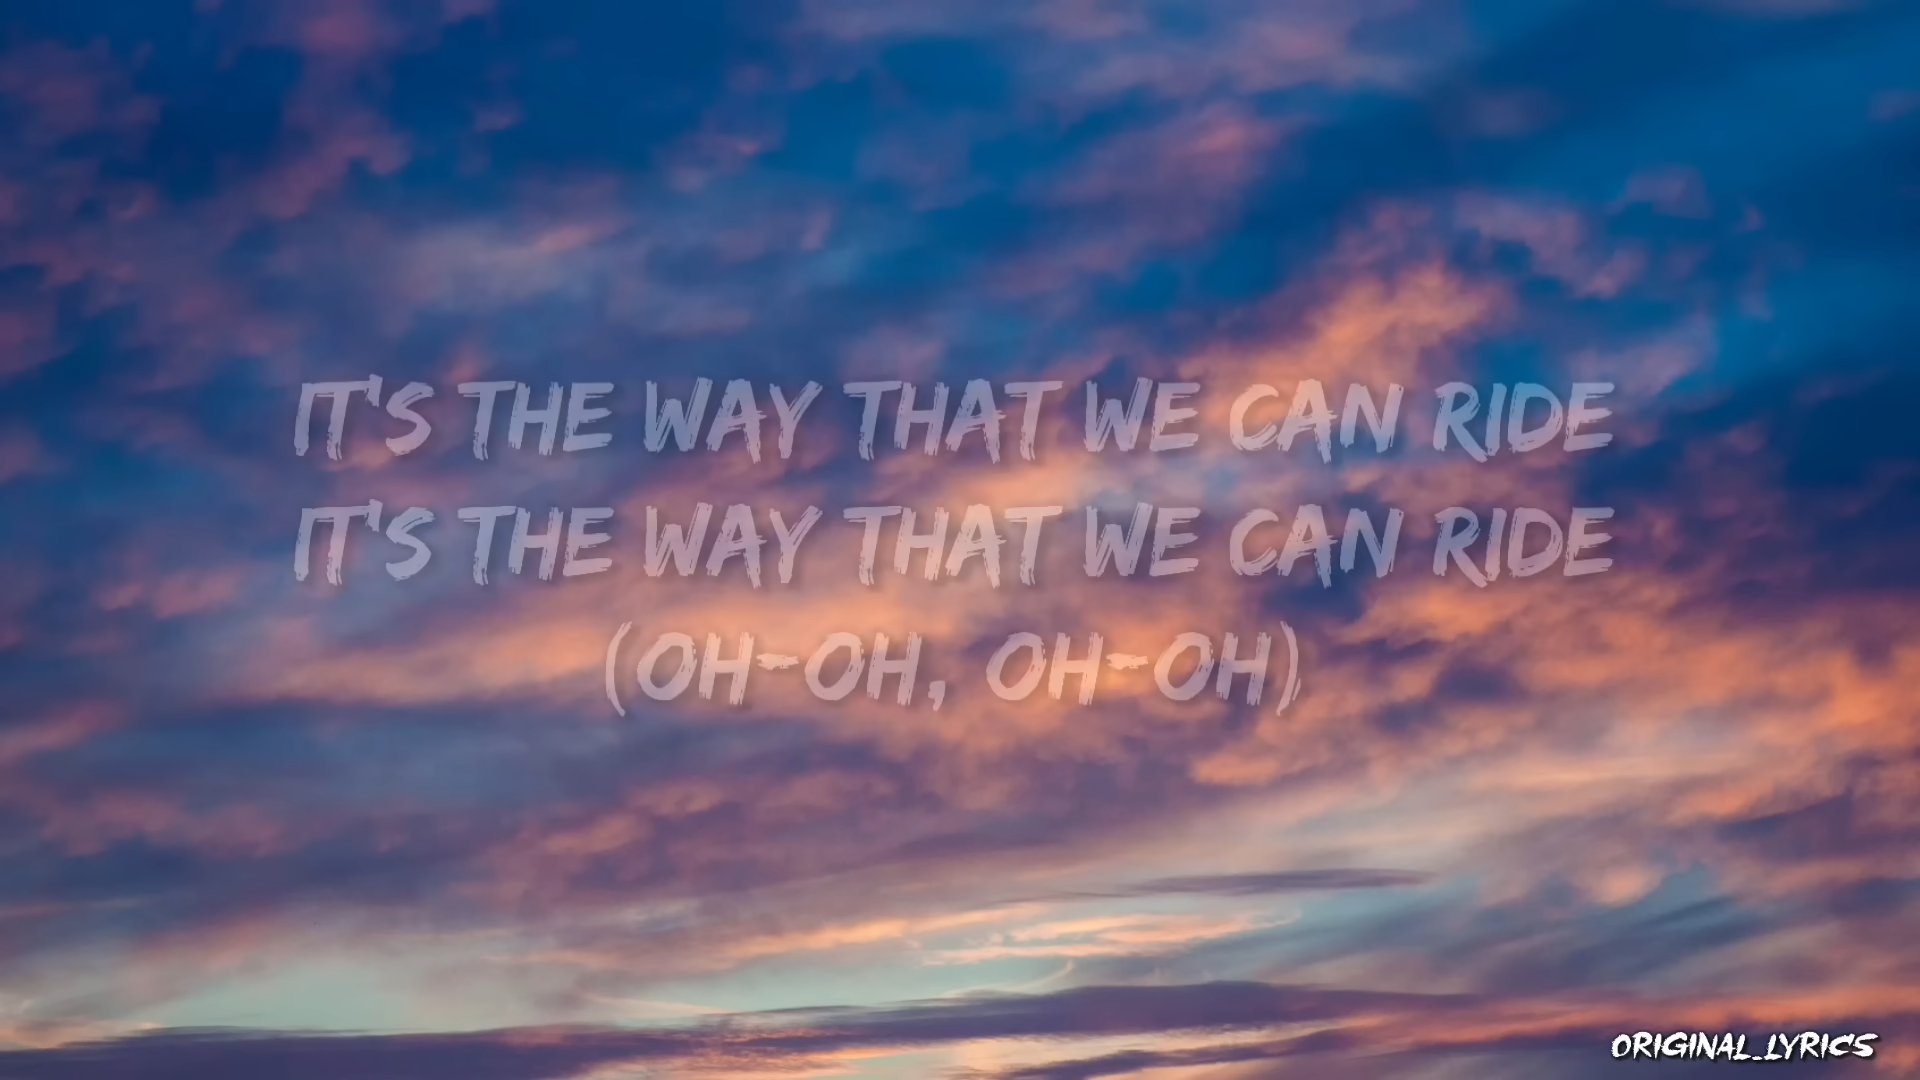 IT'S THE WAY THAT WE CAN RIDE
IT'S THE WAY THAT WE CAN RIDE
(OH-OH, OH-OH)
ORIGINAL_LYRICS